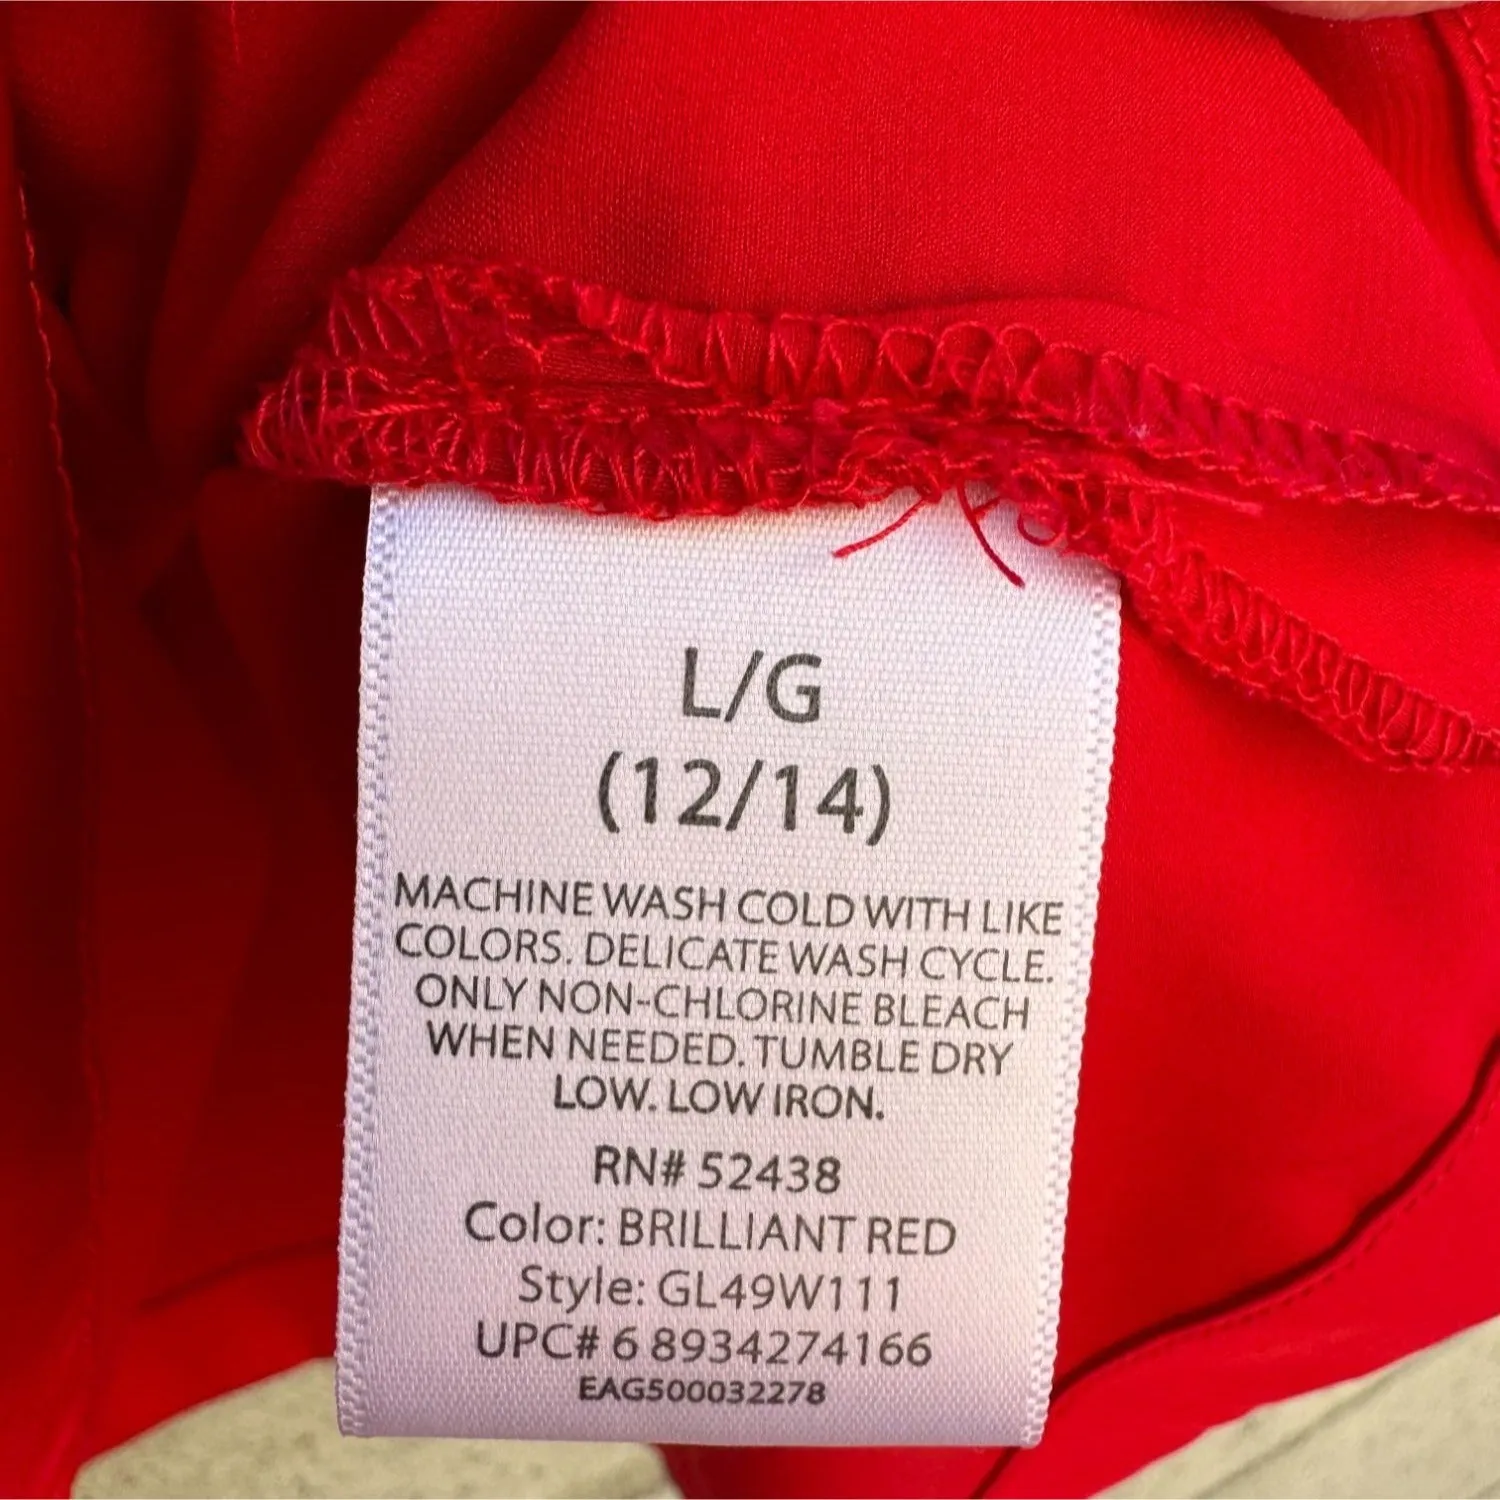 L/G
(12/14)
MACHINE WASH COLD WITH LIKE
COLORS. DELICATE WASH CYCLE.
ONLY NON-CHLORINE BLEACH
WHEN NEEDED. TUMBLE DRY
LOW. LOW IRON.
RN# 52438
Color: BRILLIANT RED
Style: GL49W111
UPC# 6 8934274166
EAG500032278